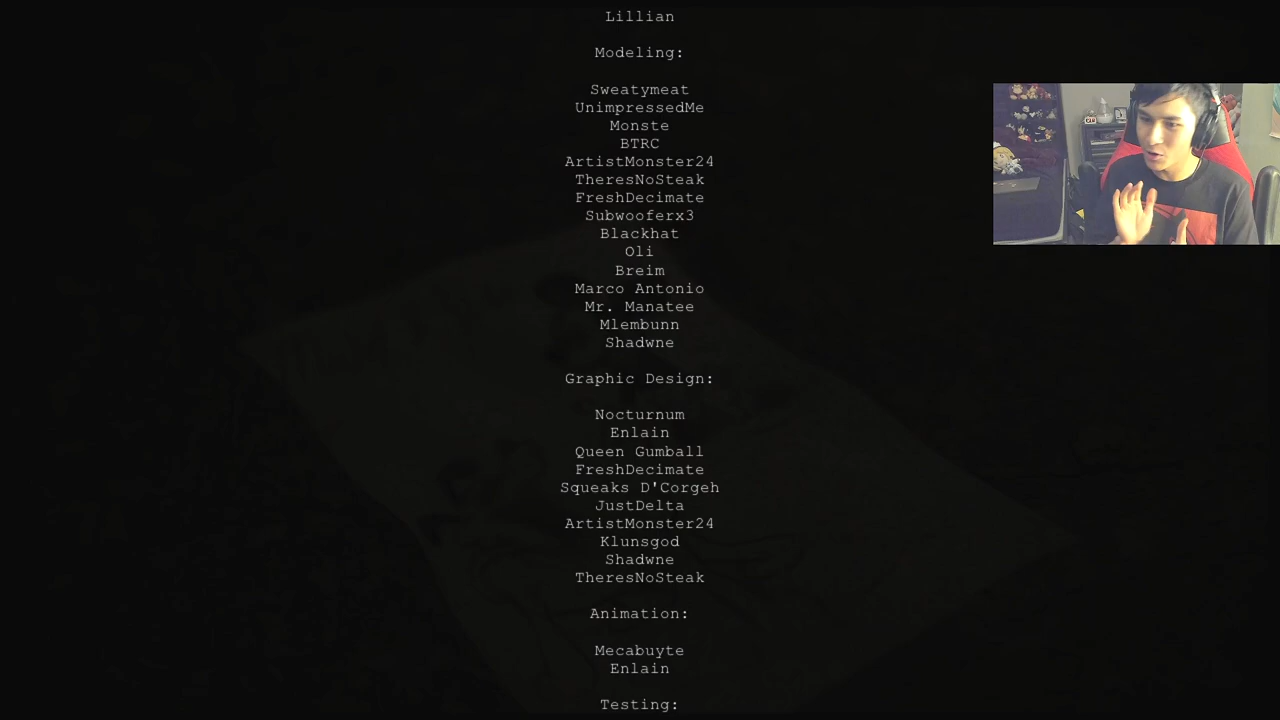 Lillian
Modeling:
Sweatymeat
UnimpressedMe
Monste
BTRC
ArtistMonster24
TheresNoSteak
FreshDecimate
Subwooferx3
Blackhat
Oli
Breim
Marco Antonio
Mr. Manatee
Mlembunn
Shadwne
Graphic Design:
Nocturnum
Enlain
Queen Gumball
FreshDecimate
Squeaks D'Corgeh
JustDelta
ArtistMonster24
Klunsgod
Shadwne
TheresNoSteak
Animation:
Mecabuyte
Enlain
Testing: